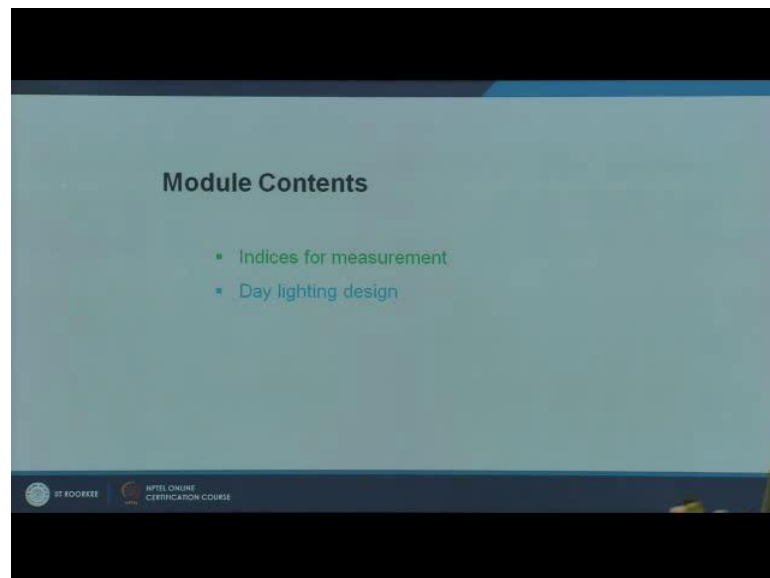 Module Contents
▪ Indices for measurement
▪ Day lighting design
IIT ROORKEE
NPTEL ONLINE
CERTIFICATION COURSE